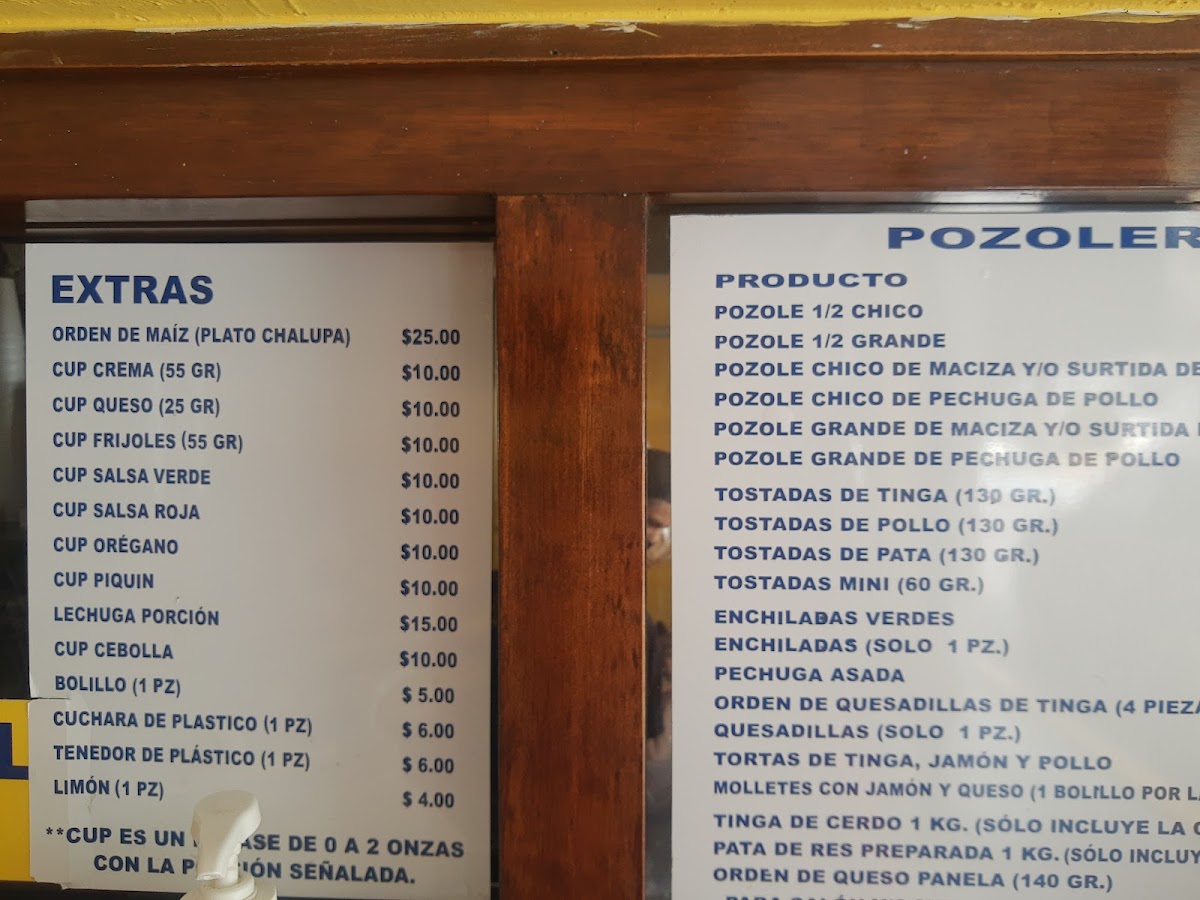 EXTRAS
ORDEN DE MAÍZ (PLATO CHALUPA) $25.00
CUP CREMA (55 GR) $10.00
CUP QUESO (25 GR) $10.00
CUP FRIJOLES (55 GR) $10.00
CUP SALSA VERDE $10.00
CUP SALSA ROJA $10.00
CUP ORÉGANO $10.00
CUP PIQUIN $10.00
LECHUGA PORCIÓN $15.00
CUP CEBOLLA $10.00
BOLILLO (1 PZ) $ 5.00
CUCHARA DE PLASTICO (1 PZ) $ 6.00
TENEDOR DE PLÁSTICO (1 PZ) $ 6.00
LIMÓN (1 PZ) $ 4.00
**CUP ES UN DE 0 A 2 ONZAS
CON LA SEÑALADA.
POZOLER
PRODUCTO
POZOLE 1/2 CHICO
POZOLE 1/2 GRANDE
POZOLE CHICO DE MACIZA Y/O SURTIDA DE
POZOLE CHICO DE PECHUGA DE POLLO
POZOLE GRANDE DE MACIZA Y/O SURTIDA
POZOLE GRANDE DE PECHUGA DE POLLO
TOSTADAS DE TINGA (130 GR.)
TOSTADAS DE POLLO (130 GR.)
TOSTADAS DE PATA (130 GR.)
TOSTADAS MINI (60 GR.)
ENCHILADAS VERDES
ENCHILADAS (SOLO 1 PZ.)
PECHUGA ASADA
ORDEN DE QUESADILLAS DE TINGA (4 PIEZA
QUESADILLAS (SOLO 1 PZ.)
TORTAS DE TINGA, JAMÓN Y POLLO
MOLLETES CON JAMÓN Y QUESO (1 BOLILLO POR LA
TINGA DE CERDO 1 KG. (SÓLO INCLUYE LA
PATA DE RES PREPARADA 1 KG. (SÓLO INCLUY
ORDEN DE QUESO PANELA (140 GR.)